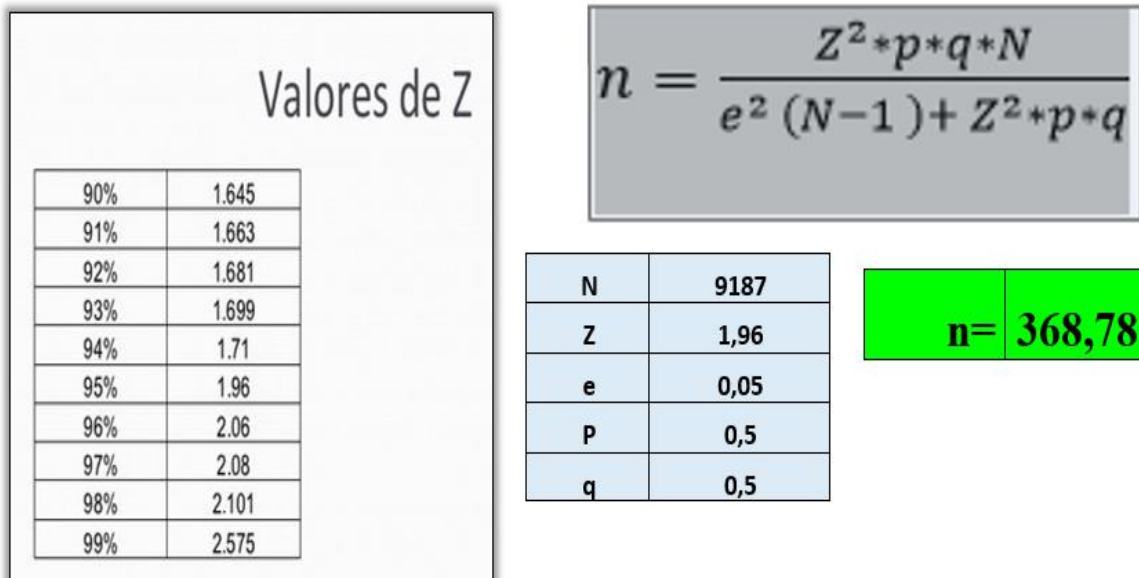 Valores de Z
90% 1.645
91% 1.663
92% 1.681
93% 1.699
94% 1.71
95% 1.96
96% 2.06
97% 2.08
98% 2.101
99% 2.575
n = Z²*p*q*N / e² (N−1 )+ Z²*p*q
N 9187
Z 1,96
e 0,05
P 0,5
q 0,5
n= 368,78